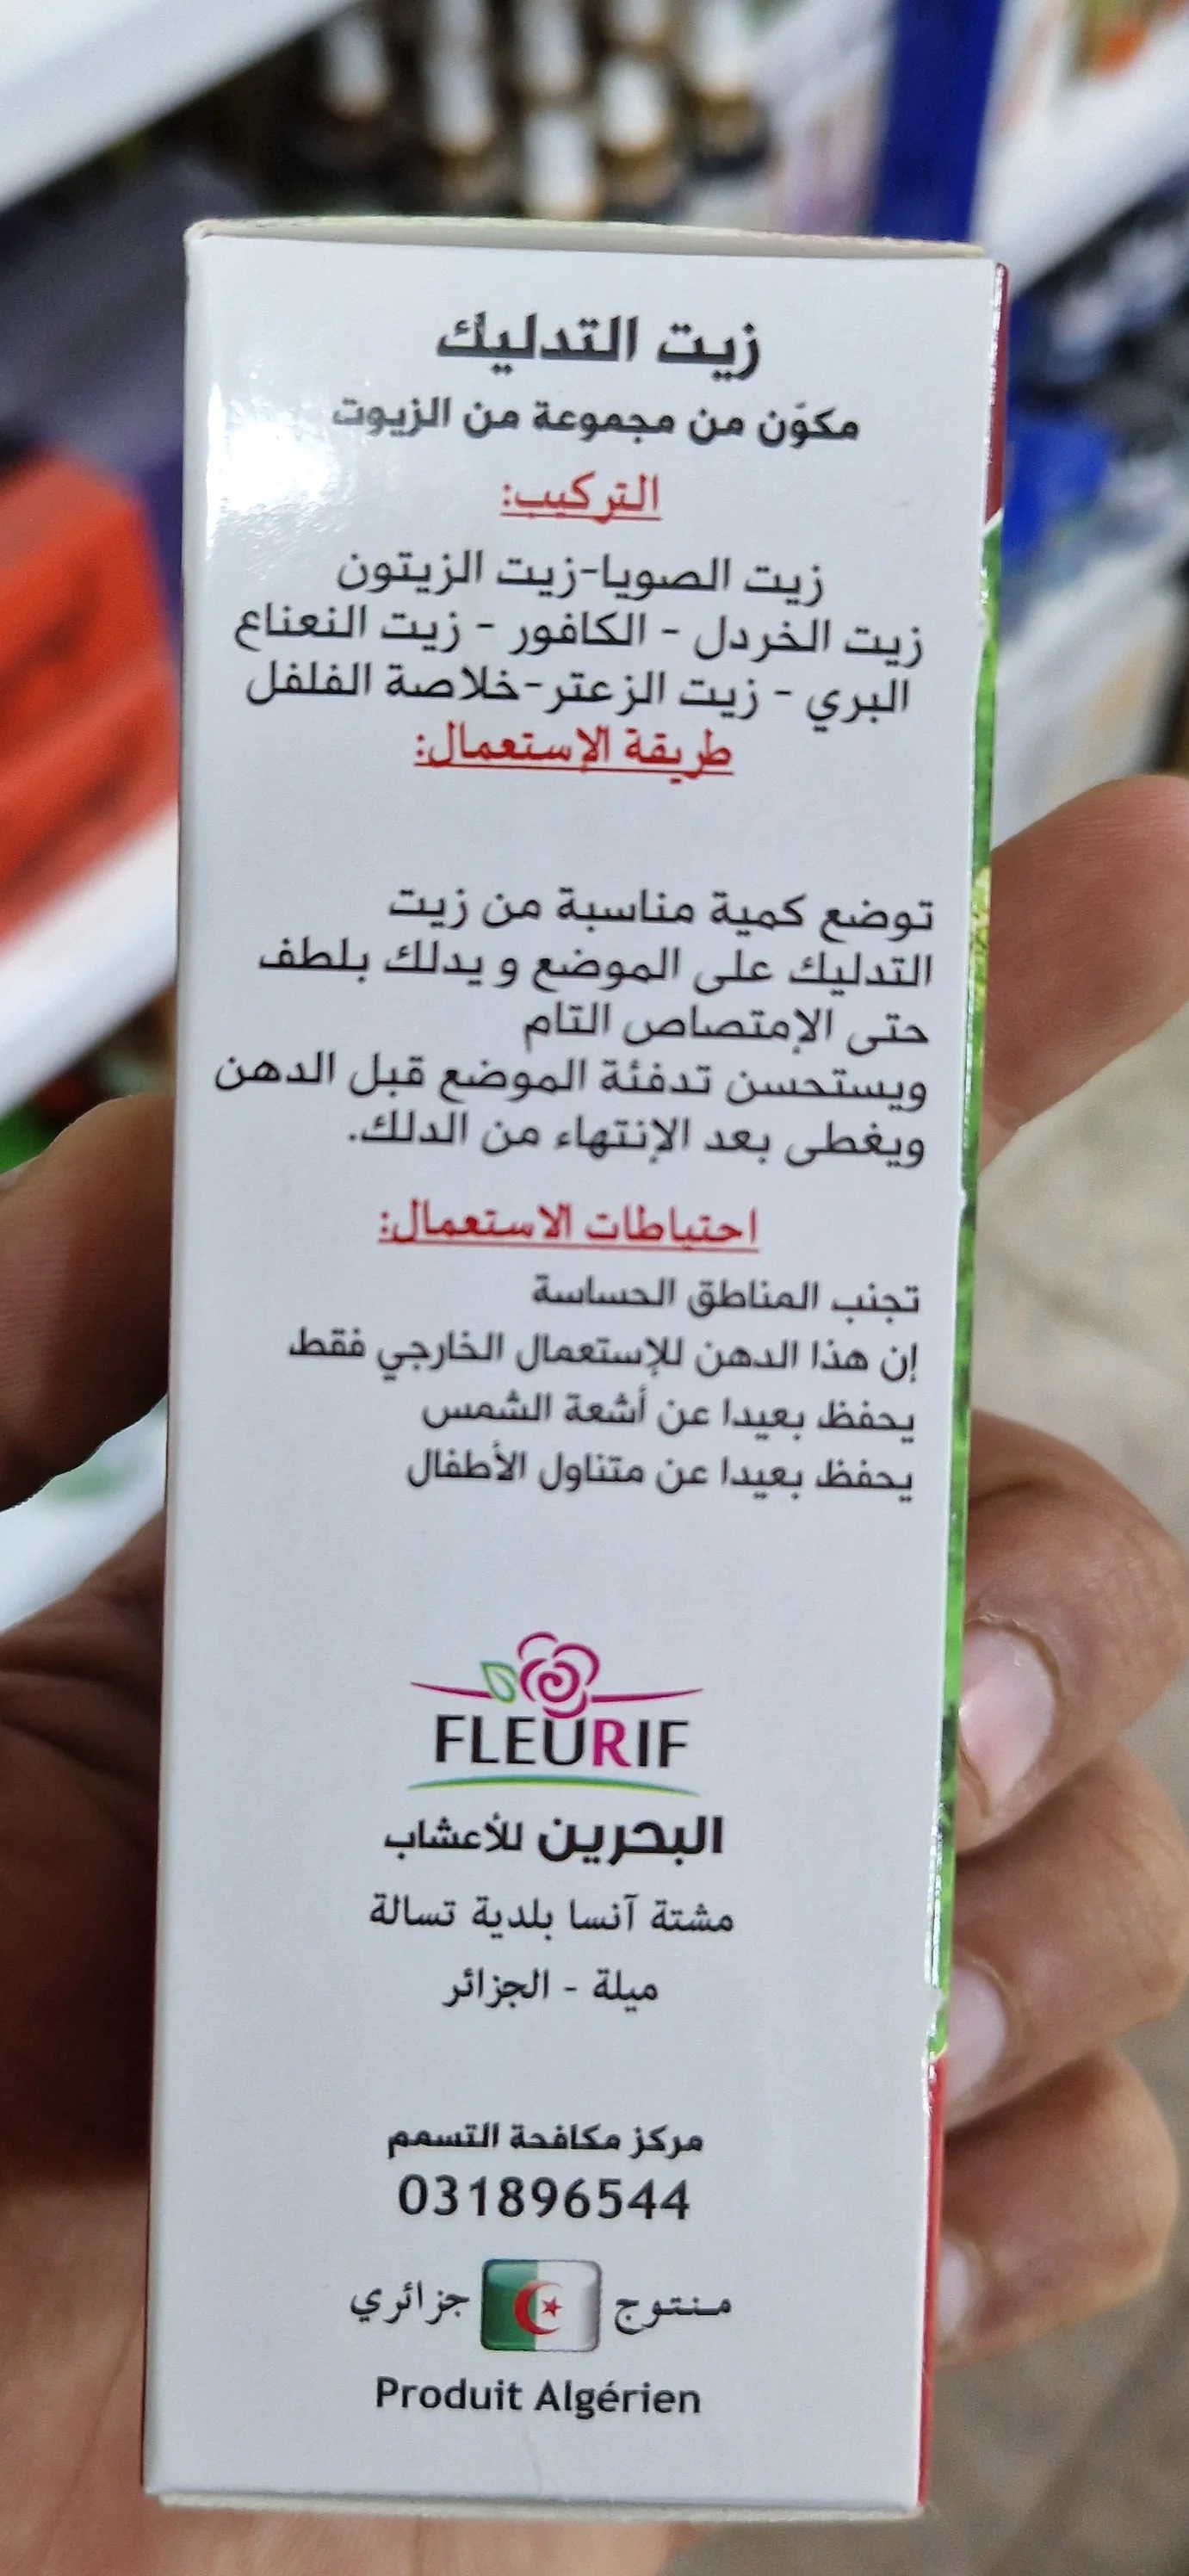 زيت التدليك
مكوّن من مجموعة من الزيوت
التركيب:
زيت الصويا-زيت الزيتون
زيت الخردل - الكافور - زيت النعناع
البري - زيت الزعتر-خلاصة الفلفل
طريقة الإستعمال:
توضع كمية مناسبة من زيت
التدليك على الموضع و يدلك بلطف
حتى الإمتصاص التام
ويستحسن تدفئة الموضع قبل الدهن
ويغطى بعد الإنتهاء من الدلك.
احتياطات الاستعمال:
تجنب المناطق الحساسة
إن هذا الدهن للإستعمال الخارجي فقط
يحفظ بعيدا عن أشعة الشمس
يحفظ بعيدا عن متناول الأطفال
FLEURIF
البحرين للأعشاب
مشتة آنسا بلدية تسالة
ميلة - الجزائر
مركز مكافحة التسمم
031896544
منتوج جزائري
Produit Algérien